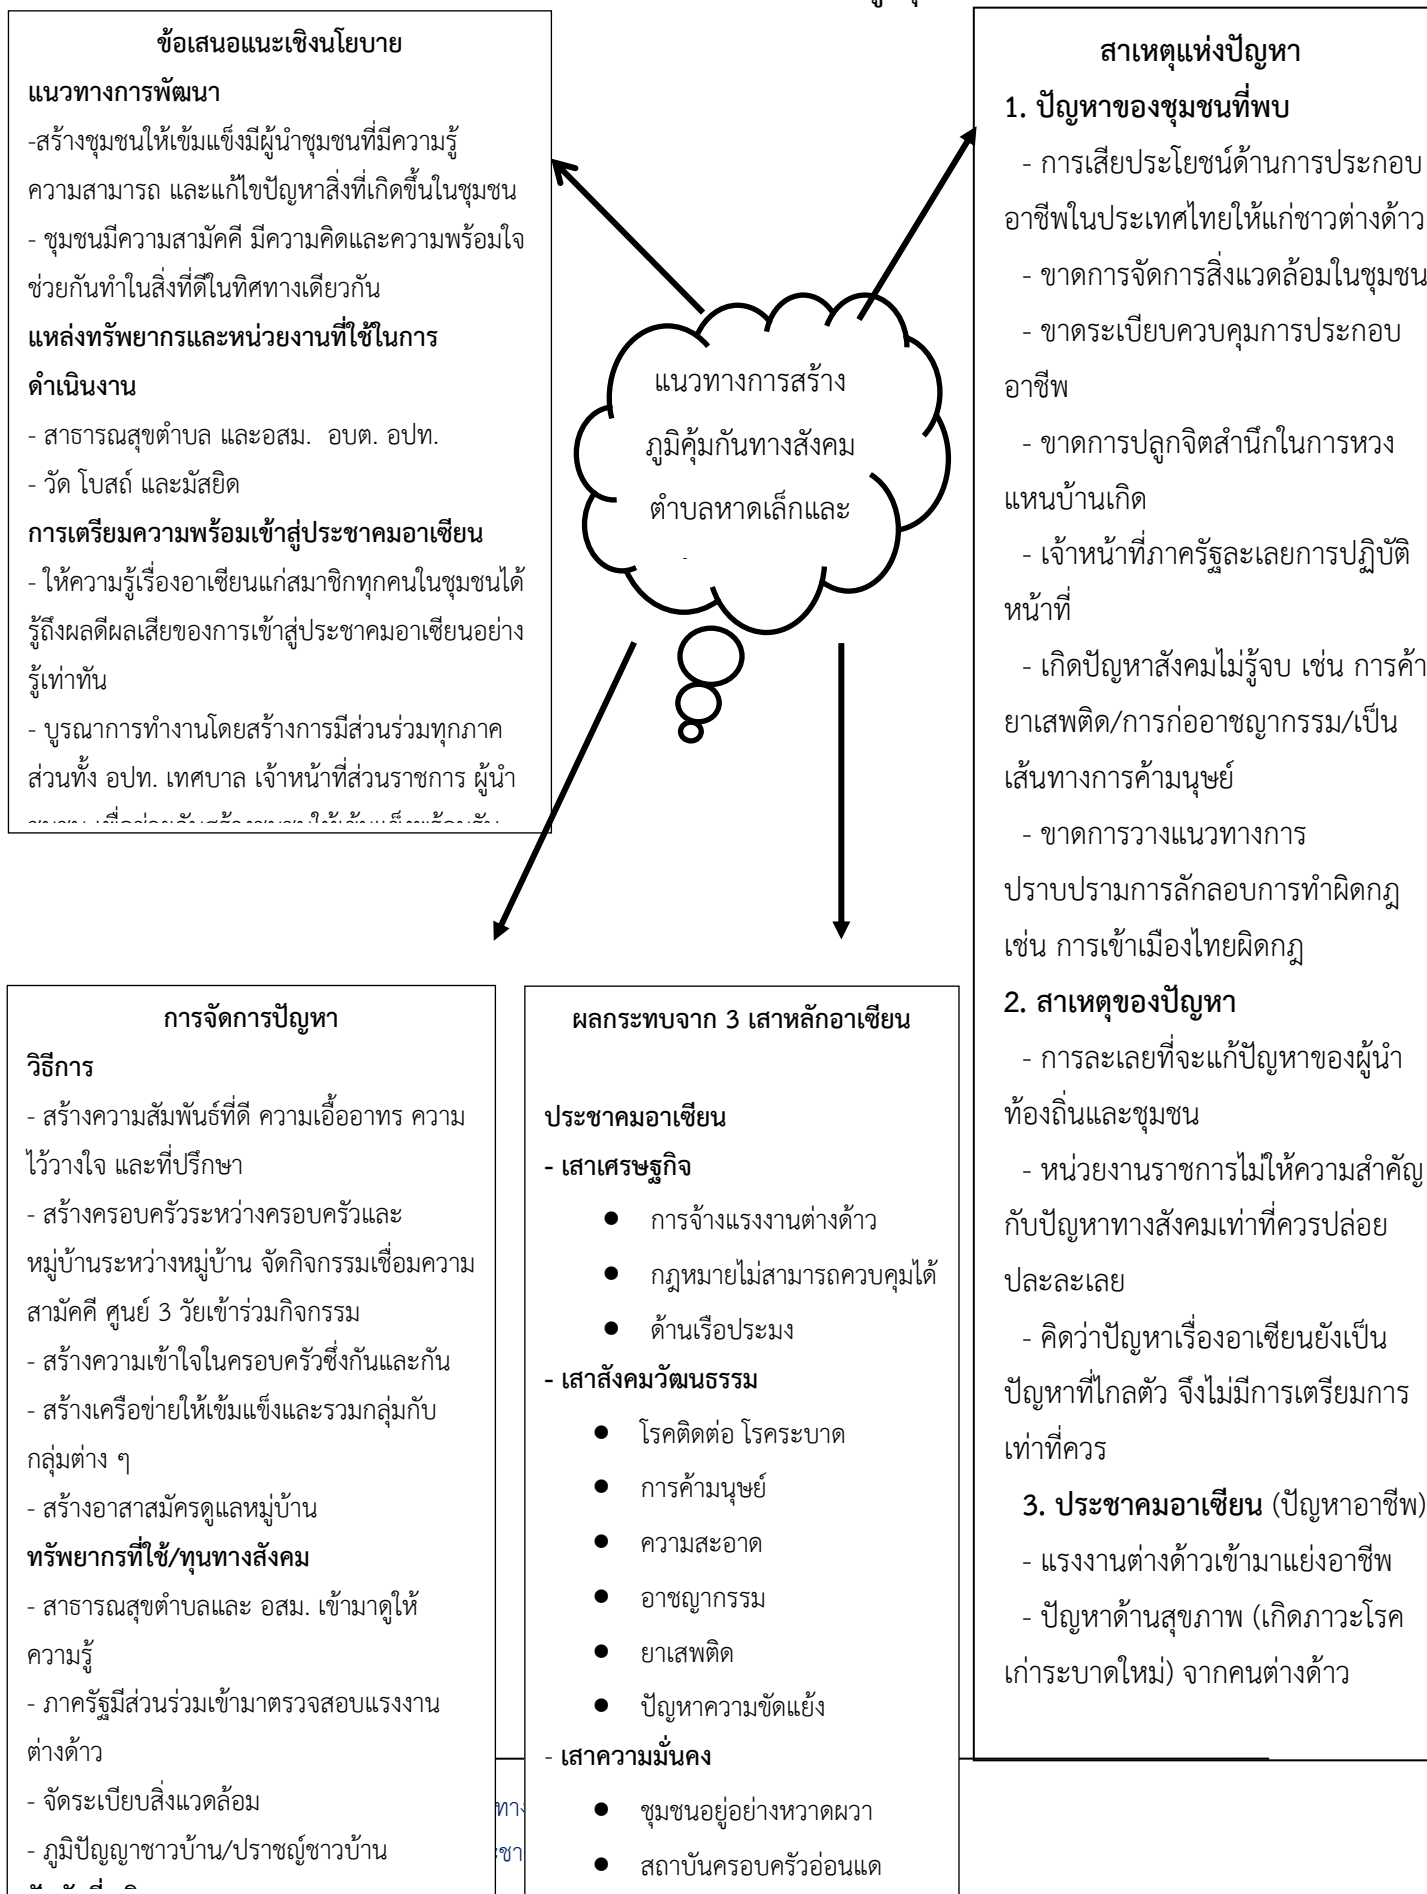 ข้อเสนอแนะเชิงนโยบาย
แนวทางการพัฒนา
-สร้างชุมชนให้เข้มแข็งมีผู้นำชุมชนที่มีความรู้
ความสามารถ และแก้ไขปัญหาสิ่งที่เกิดขึ้นในชุมชน
- ชุมชนมีความสามัคคี มีความคิดและความพร้อมใจ
ช่วยกันทำในสิ่งที่ดีในทิศทางเดียวกัน
แหล่งทรัพยากรและหน่วยงานที่ใช้ในการ
ดำเนินงาน
- สาธารณสุขตำบล และอสม. อบต. อปท.
- วัด โบสถ์ และมัสยิด
การเตรียมความพร้อมเข้าสู่ประชาคมอาเซียน
- ให้ความรู้เรื่องอาเซียนแก่สมาชิกทุกคนในชุมชนได้
รู้ถึงผลดีผลเสียของการเข้าสู่ประชาคมอาเซียนอย่าง
รู้เท่าทัน
- บูรณาการทำงานโดยสร้างการมีส่วนร่วมทุกภาค
ส่วนทั้ง อปท. เทศบาล เจ้าหน้าที่ส่วนราชการ ผู้นำ
แนวทางการสร้าง
ภูมิคุ้มกันทางสังคม
ตำบลหาดเล็กและ
สาเหตุแห่งปัญหา
1. ปัญหาของชุมชนที่พบ
- การเสียประโยชน์ด้านการประกอบ
อาชีพในประเทศไทยให้แก่ชาวต่างด้าว
- ขาดการจัดการสิ่งแวดล้อมในชุมชน
- ขาดระเบียบควบคุมการประกอบ
อาชีพ
- ขาดการปลูกจิตสำนึกในการหวง
แหนบ้านเกิด
- เจ้าหน้าที่ภาครัฐละเลยการปฏิบัติ
หน้าที่
- เกิดปัญหาสังคมไม่รู้จบ เช่น การค้า
ยาเสพติด/การก่ออาชญากรรม/เป็น
เส้นทางการค้ามนุษย์
- ขาดการวางแนวทางการ
ปราบปรามการลักลอบการทำผิดกฎ
เช่น การเข้าเมืองไทยผิดกฎ
2. สาเหตุของปัญหา
- การละเลยที่จะแก้ปัญหาของผู้นำ
ท้องถิ่นและชุมชน
- หน่วยงานราชการไม่ให้ความสำคัญ
กับปัญหาทางสังคมเท่าที่ควรปล่อย
ปละละเลย
- คิดว่าปัญหาเรื่องอาเซียนยังเป็น
ปัญหาที่ไกลตัว จึงไม่มีการเตรียมการ
เท่าที่ควร
3. ประชาคมอาเซียน (ปัญหาอาชีพ)
- แรงงานต่างด้าวเข้ามาแย่งอาชีพ
- ปัญหาด้านสุขภาพ (เกิดภาวะโรค
เก่าระบาดใหม่) จากคนต่างด้าว
การจัดการปัญหา
วิธีการ
- สร้างความสัมพันธ์ที่ดี ความเอื้ออาทร ความ
ไว้วางใจ และที่ปรึกษา
- สร้างครอบครัวระหว่างครอบครัวและ
หมู่บ้านระหว่างหมู่บ้าน จัดกิจกรรมเชื่อมความ
สามัคคี ศูนย์ 3 วัยเข้าร่วมกิจกรรม
- สร้างความเข้าใจในครอบครัวซึ่งกันและกัน
- สร้างเครือข่ายให้เข้มแข็งและรวมกลุ่มกับ
กลุ่มต่าง ๆ
- สร้างอาสาสมัครดูแลหมู่บ้าน
ทรัพยากรที่ใช้/ทุนทางสังคม
- สาธารณสุขตำบลและ อสม. เข้ามาดูให้
ความรู้
- ภาครัฐมีส่วนร่วมเข้ามาตรวจสอบแรงงาน
ต่างด้าว
- จัดระเบียบสิ่งแวดล้อม
- ภูมิปัญญาชาวบ้าน/ปราชญ์ชาวบ้าน
ผลกระทบจาก 3 เสาหลักอาเซียน
ประชาคมอาเซียน
- เสาเศรษฐกิจ
● การจ้างแรงงานต่างด้าว
● กฎหมายไม่สามารถควบคุมได้
● ด้านเรือประมง
- เสาสังคมวัฒนธรรม
● โรคติดต่อ โรคระบาด
● การค้ามนุษย์
● ความสะอาด
● อาชญากรรม
● ยาเสพติด
● ปัญหาความขัดแย้ง
- เสาความมั่นคง
● ชุมชนอยู่อย่างหวาดผวา
● สถาบันครอบครัวอ่อนแด